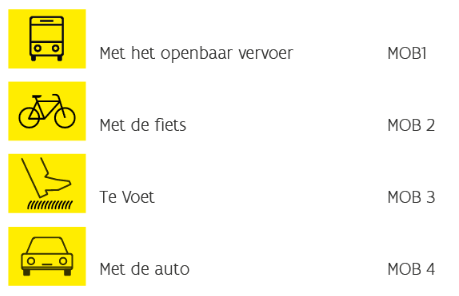 Met het openbaar vervoer MOB1
Met de fiets MOB 2
Te Voet MOB 3
Met de auto MOB 4